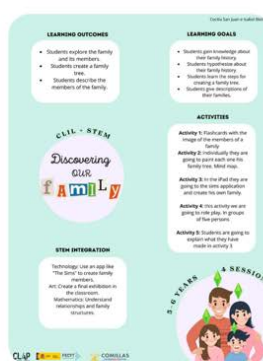 LEARNING OUTCOMES
Students explore the family
and its members.
Students create a family
tree.
Students describe the
members of the family.
LEARNING GOALS
Students gain knowledge about
their family history.
Students hypothesize about
their family history
Students learn the steps for
creating a family tree.
Students give descriptions of
their families.
CLIL - STEM
Discovering
OUR
FAMILY
ACTIVITIES
Activity 1: Flashcards with the
image of the members of a
family
Activity 2: Individually they are
going to paint each one his
family tree. Mind map.
Activity 3: In the iPad they are
going to the sims application
and create his own family.
Activity 4: this activity we are
going to role play. In groups
of five persons
Activity 5: Students are going to
explain what they have
made in activity 3
STEM INTEGRATION
Technology: Use an app like
"The Sims" to create family
members.
Art: Create a final exhibition in
the classroom.
Mathematics: Understand
relationships and family
structures.
5-6 YEARS
4 SESSIO
COMILLAS